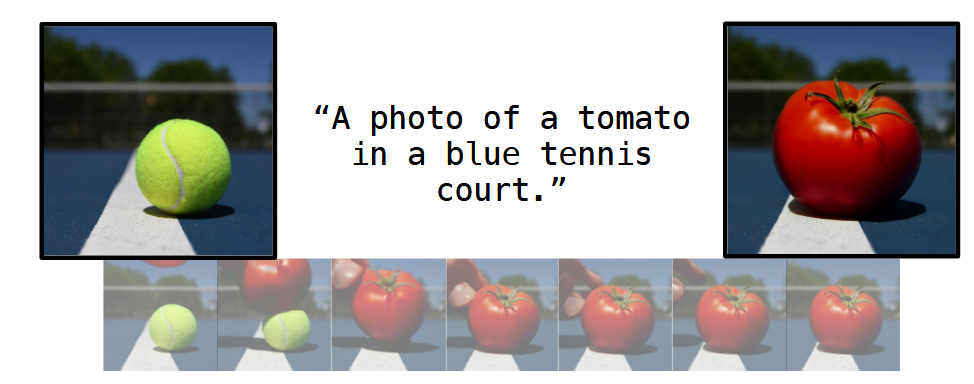 “A photo of a tomato
in a blue tennis
court.”